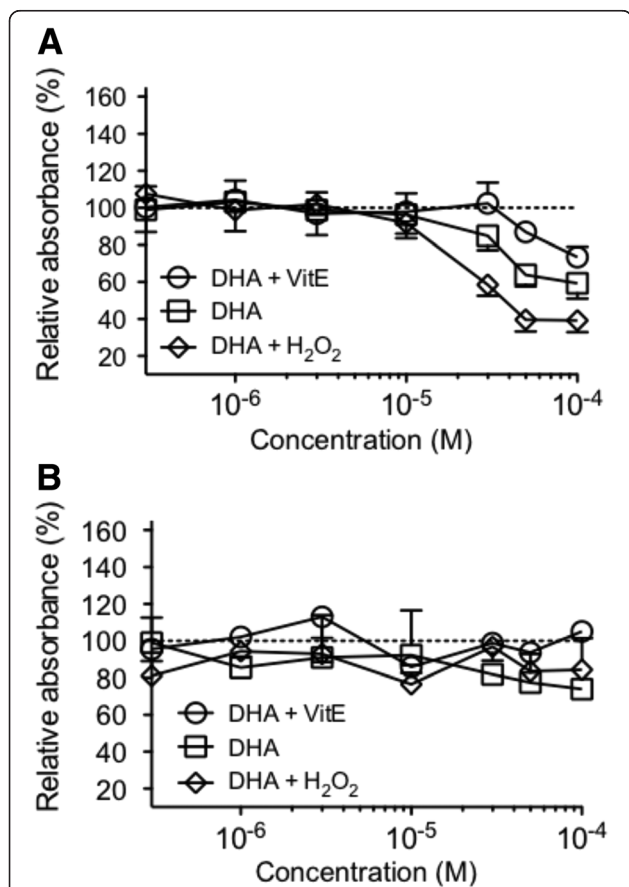 A
Relative absorbance (%)
160
140
120
100
80
60
40
20
DHA + VitE
DHA
DHA + H₂O₂
10⁻⁶ 10⁻⁵ 10⁻⁴
Concentration (M)
B
Relative absorbance (%)
160
140
120
100
80
60
40
20
DHA + VitE
DHA
DHA + H₂O₂
10⁻⁶ 10⁻⁵ 10⁻⁴
Concentration (M)